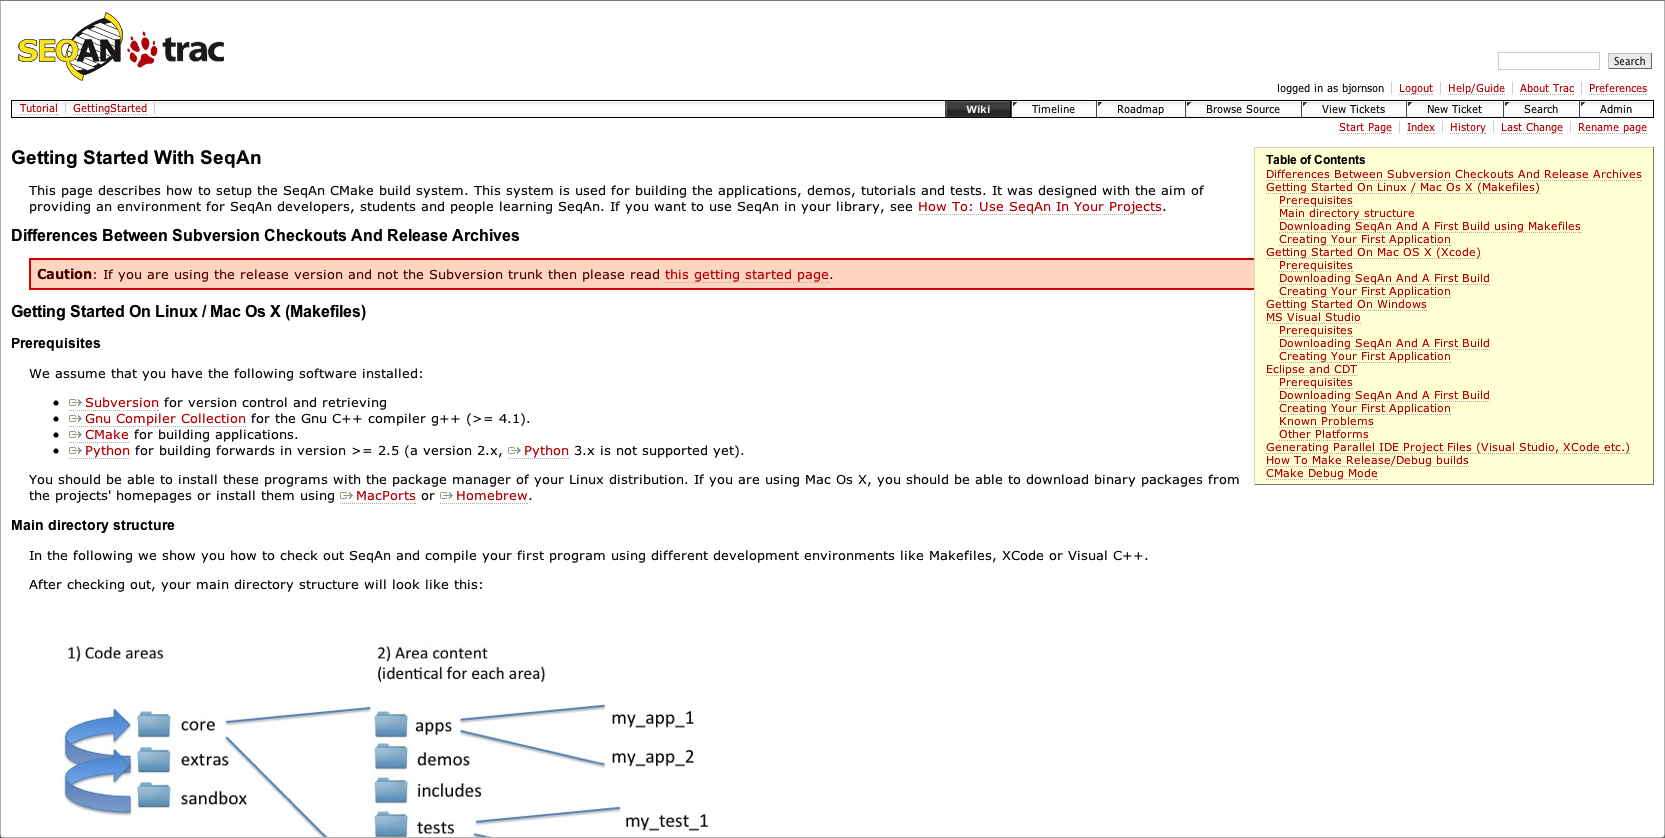 SEQAN trac
Search
logged in as bjornson Logout Help/Guide About Trac Preferences
Tutorial GettingStarted Wiki Timeline Roadmap Browse Source View Tickets New Ticket Search Admin
Start Page Index History Last Change Rename page
Getting Started With SeqAn
This page describes how to setup the SeqAn CMake build system. This system is used for building the applications, demos, tutorials and tests. It was designed with the aim of
providing an environment for SeqAn developers, students and people learning SeqAn. If you want to use SeqAn in your library, see How To: Use SeqAn In Your Projects.
Differences Between Subversion Checkouts And Release Archives
Caution: If you are using the release version and not the Subversion trunk then please read this getting started page.
Getting Started On Linux / Mac Os X (Makefiles)
Prerequisites
We assume that you have the following software installed:
• Subversion for version control and retrieving
• Gnu Compiler Collection for the Gnu C++ compiler g++ (>= 4.1).
• CMake for building applications.
• Python for building forwards in version >= 2.5 (a version 2.x, Python 3.x is not supported yet).
You should be able to install these programs with the package manager of your Linux distribution. If you are using Mac Os X, you should be able to download binary packages from
the projects' homepages or install them using MacPorts or Homebrew.
Main directory structure
In the following we show you how to check out SeqAn and compile your first program using different development environments like Makefiles, XCode or Visual C++.
After checking out, your main directory structure will look like this:
1) Code areas
core
extras
sandbox
2) Area content
(identical for each area)
apps
demos
includes
tests
my_app_1
my_app_2
my_test_1
Table of Contents
Differences Between Subversion Checkouts And Release Archives
Getting Started On Linux / Mac Os X (Makefiles)
Prerequisites
Main directory structure
Downloading SeqAn And A First Build using Makefiles
Creating Your First Application
Getting Started On Mac OS X (Xcode)
Prerequisites
Downloading SeqAn And A First Build
Creating Your First Application
Getting Started On Windows
MS Visual Studio
Prerequisites
Downloading SeqAn And A First Build
Creating Your First Application
Eclipse and CDT
Prerequisites
Downloading SeqAn And A First Build
Creating Your First Application
Known Problems
Other Platforms
Generating Parallel IDE Project Files (Visual Studio, XCode etc.)
How To Make Release/Debug builds
CMake Debug Mode